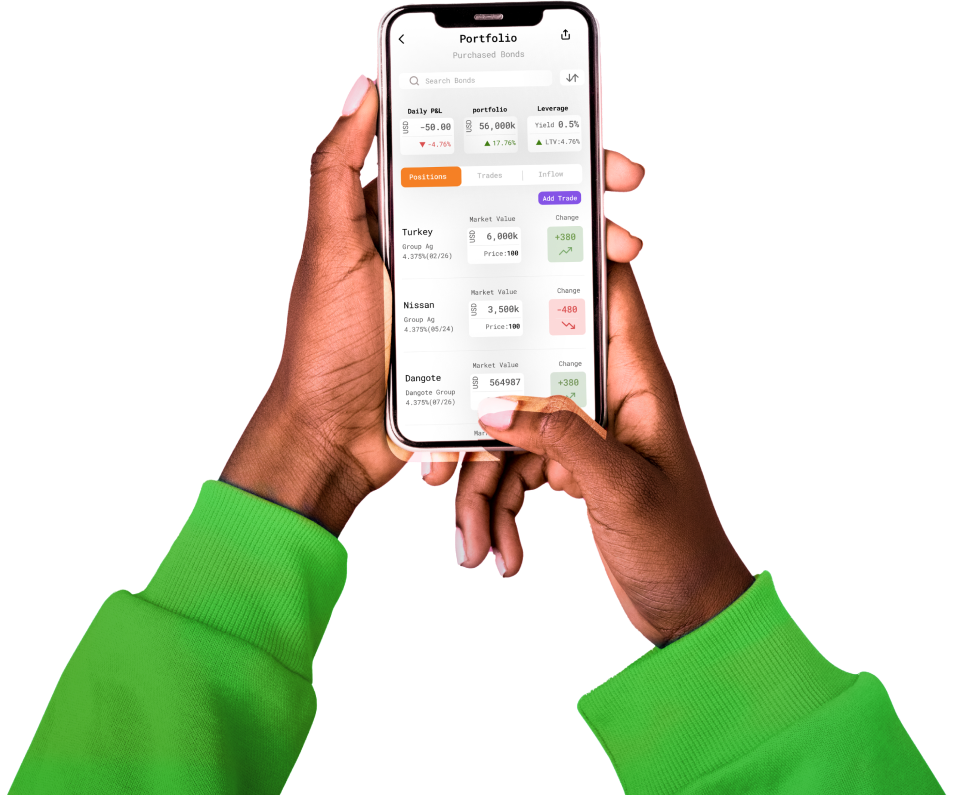 Portfolio
Purchased Bonds
Search Bonds
Daily P&L portfolio Leverage
USD -50.00 USD 56,000k Yield 0.5%
-4.76% 17.76% LTV:4.76%
Positions Trades Inflow
Add Trade
Market Value Change
Turkey USD 6,000k +380
Group Ag
4.375%(02/26) Price:100
Market Value Change
Nissan USD 3,500k -480
Group Ag
4.375%(05/24) Price:100
Market Value Change
Dangote USD 564987 +380
Dangote Group
4.375%(07/26)